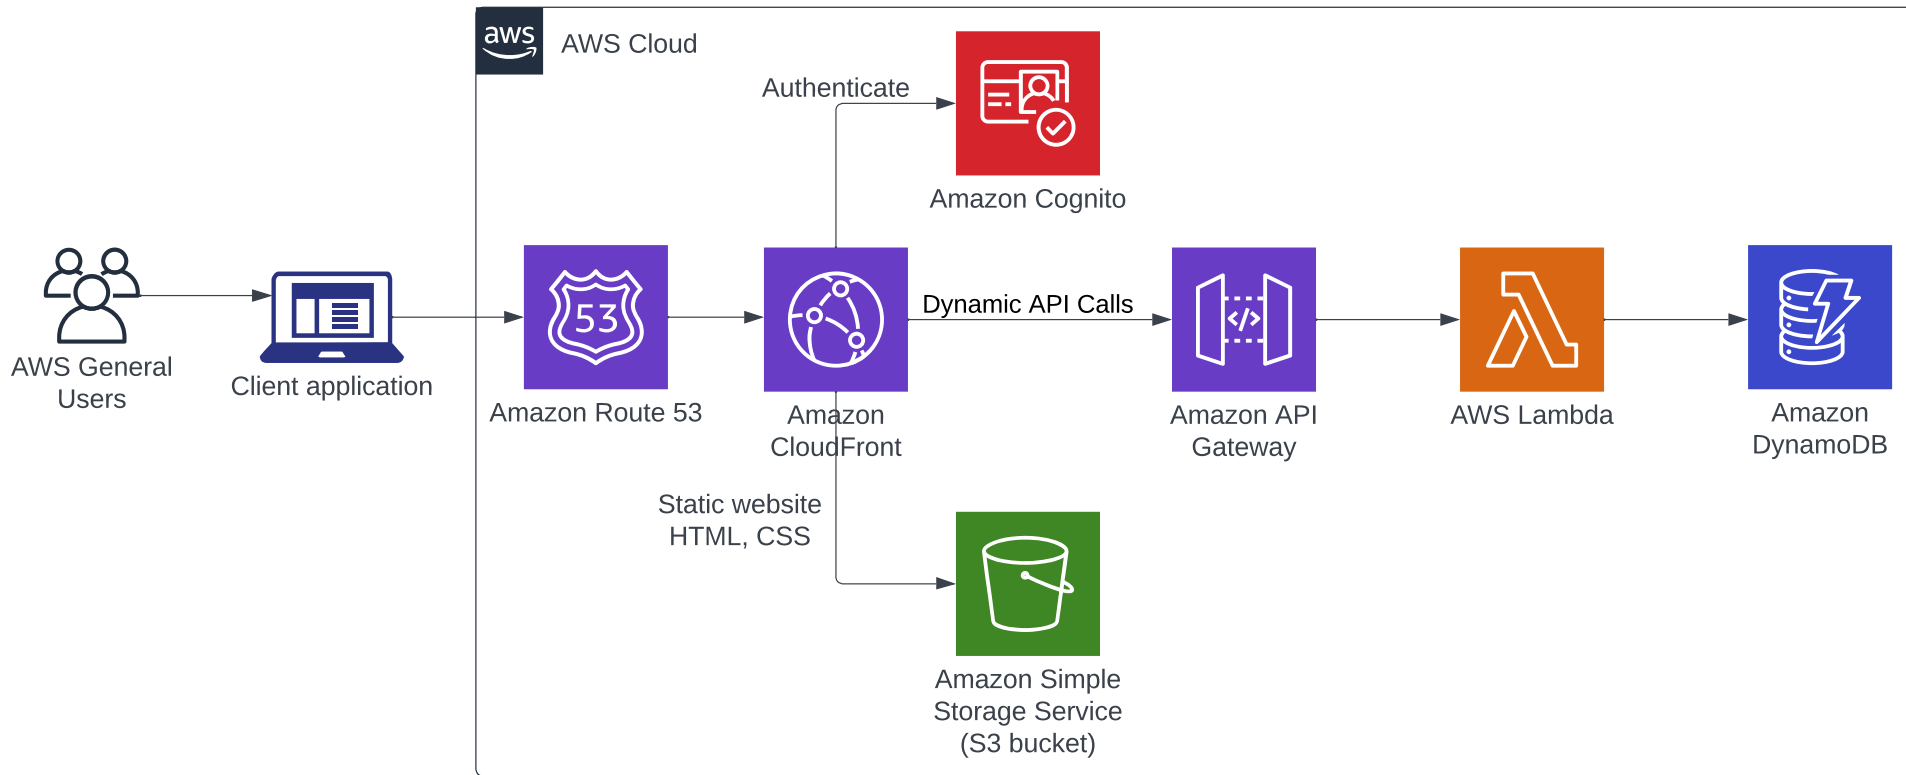 aws
AWS Cloud
Authenticate
Amazon Cognito
AWS General
Users
Client application
53
Amazon Route 53
Amazon
CloudFront
Dynamic API Calls
</>
Amazon API
Gateway
AWS Lambda
Amazon
DynamoDB
Static website
HTML, CSS
Amazon Simple
Storage Service
(S3 bucket)